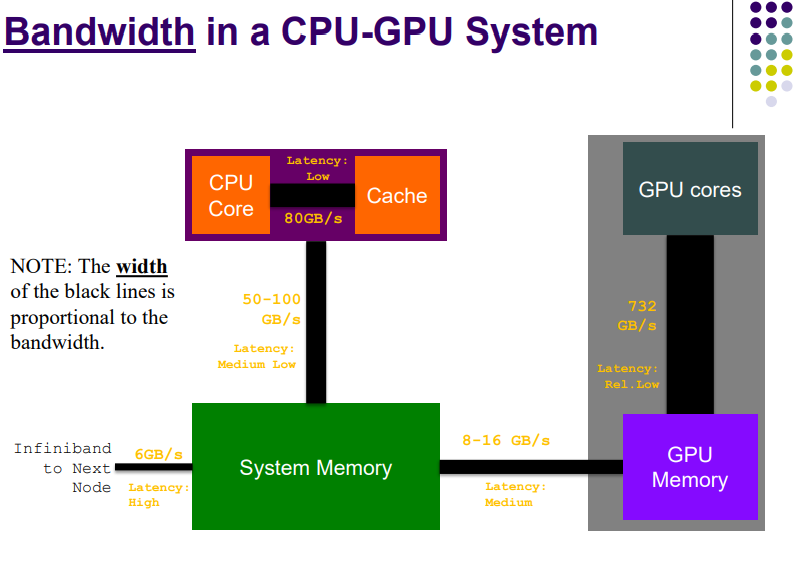 Bandwidth in a CPU-GPU System
Latency:
Low
CPU
Core
Cache
80GB/s
GPU cores
NOTE: The width
of the black lines is
proportional to the
bandwidth.
50-100
GB/s
Latency:
Medium Low
732
GB/s
Latency:
Rel.Low
Infiniband
to Next
Node
6GB/s
Latency:
High
System Memory
8-16 GB/s
Latency:
Medium
GPU
Memory